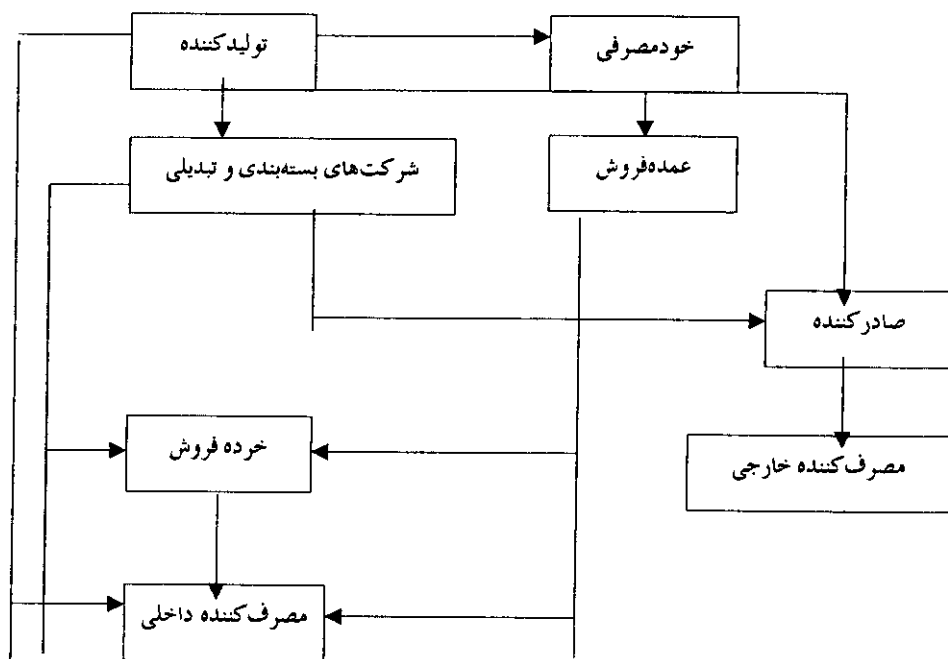 تولیدکننده
خودمصرفی
شرکت‌های بسته‌بندی و تبدیلی
عمده‌فروش
صادرکننده
خرده فروش
مصرف‌کننده خارجی
مصرف‌کننده داخلی